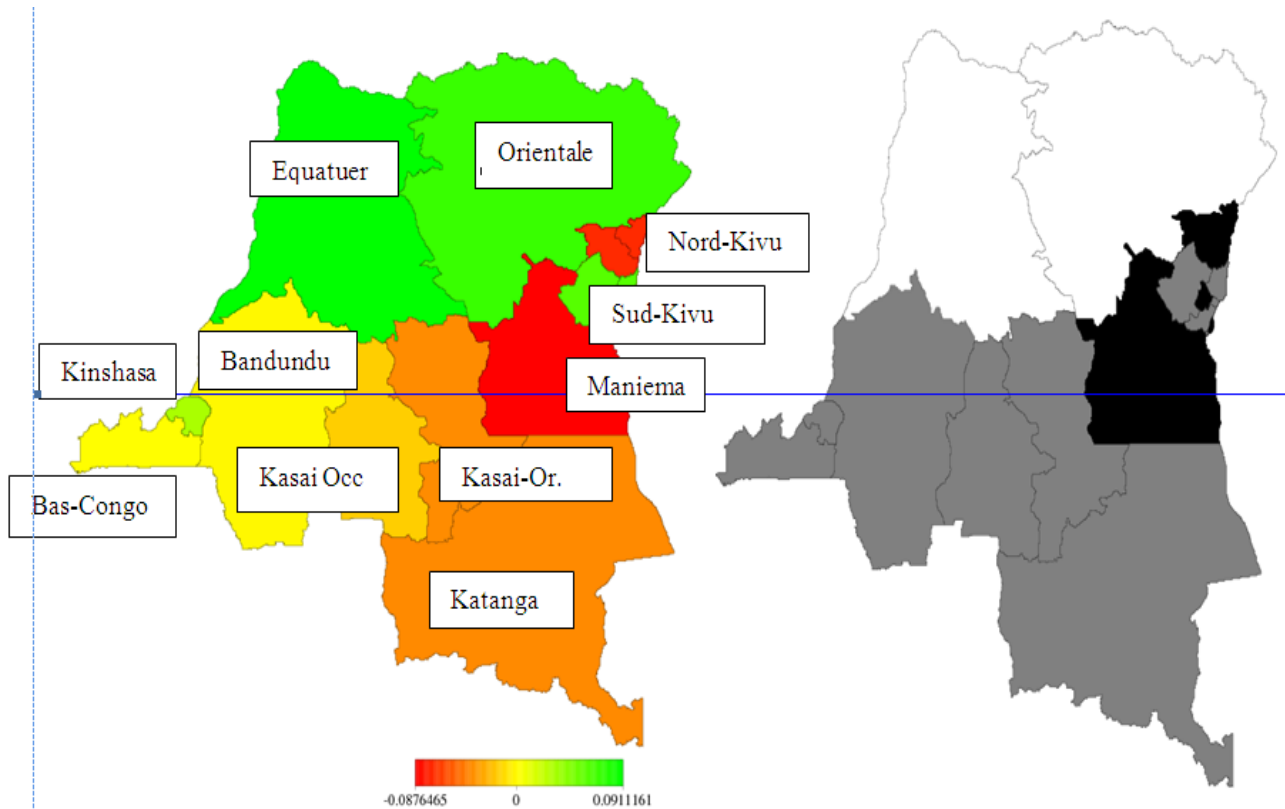 Orientale
Equatuer
Nord-Kivu
Sud-Kivu
Bandundu
Kinshasa
Maniema
Kasai Occ
Kasai-Or.
Bas-Congo
Katanga
-0.0876465 0 0.0911161